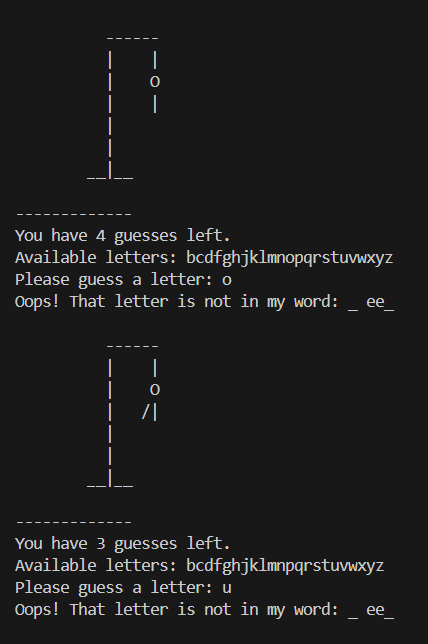 ------
          |    |
          |    O
          |    |
          |
          |
        __|__

-------------
You have 4 guesses left.
Available letters: bcdfghjklmnopqrstuvwxyz
Please guess a letter: o
Oops! That letter is not in my word: _ ee_

          ------
          |    |
          |    O
          |   /|
          |
          |
        __|__

-------------
You have 3 guesses left.
Available letters: bcdfghjklmnpqrstuvwxyz
Please guess a letter: u
Oops! That letter is not in my word: _ ee_